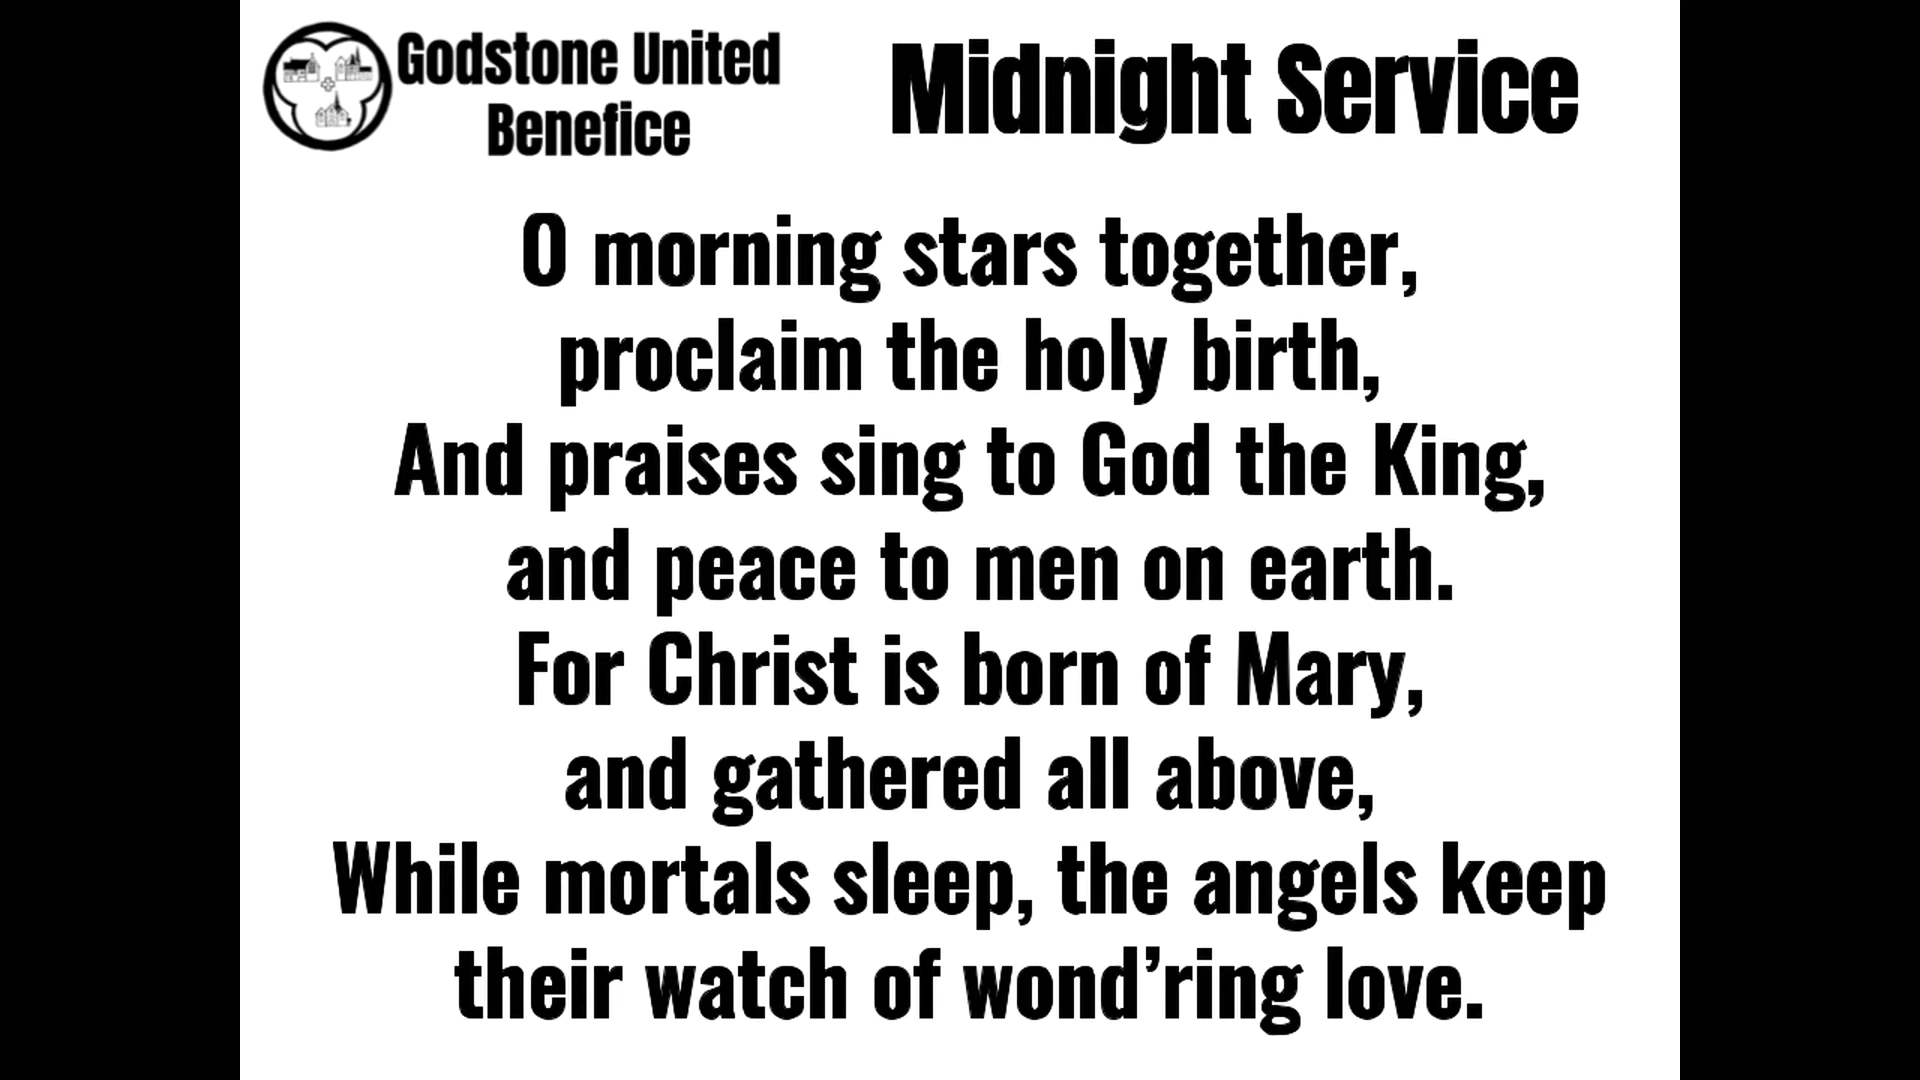 Godstone United
Benefice
Midnight Service
O morning stars together,
proclaim the holy birth,
And praises sing to God the King,
and peace to men on earth.
For Christ is born of Mary,
and gathered all above,
While mortals sleep, the angels keep
their watch of wond’ring love.